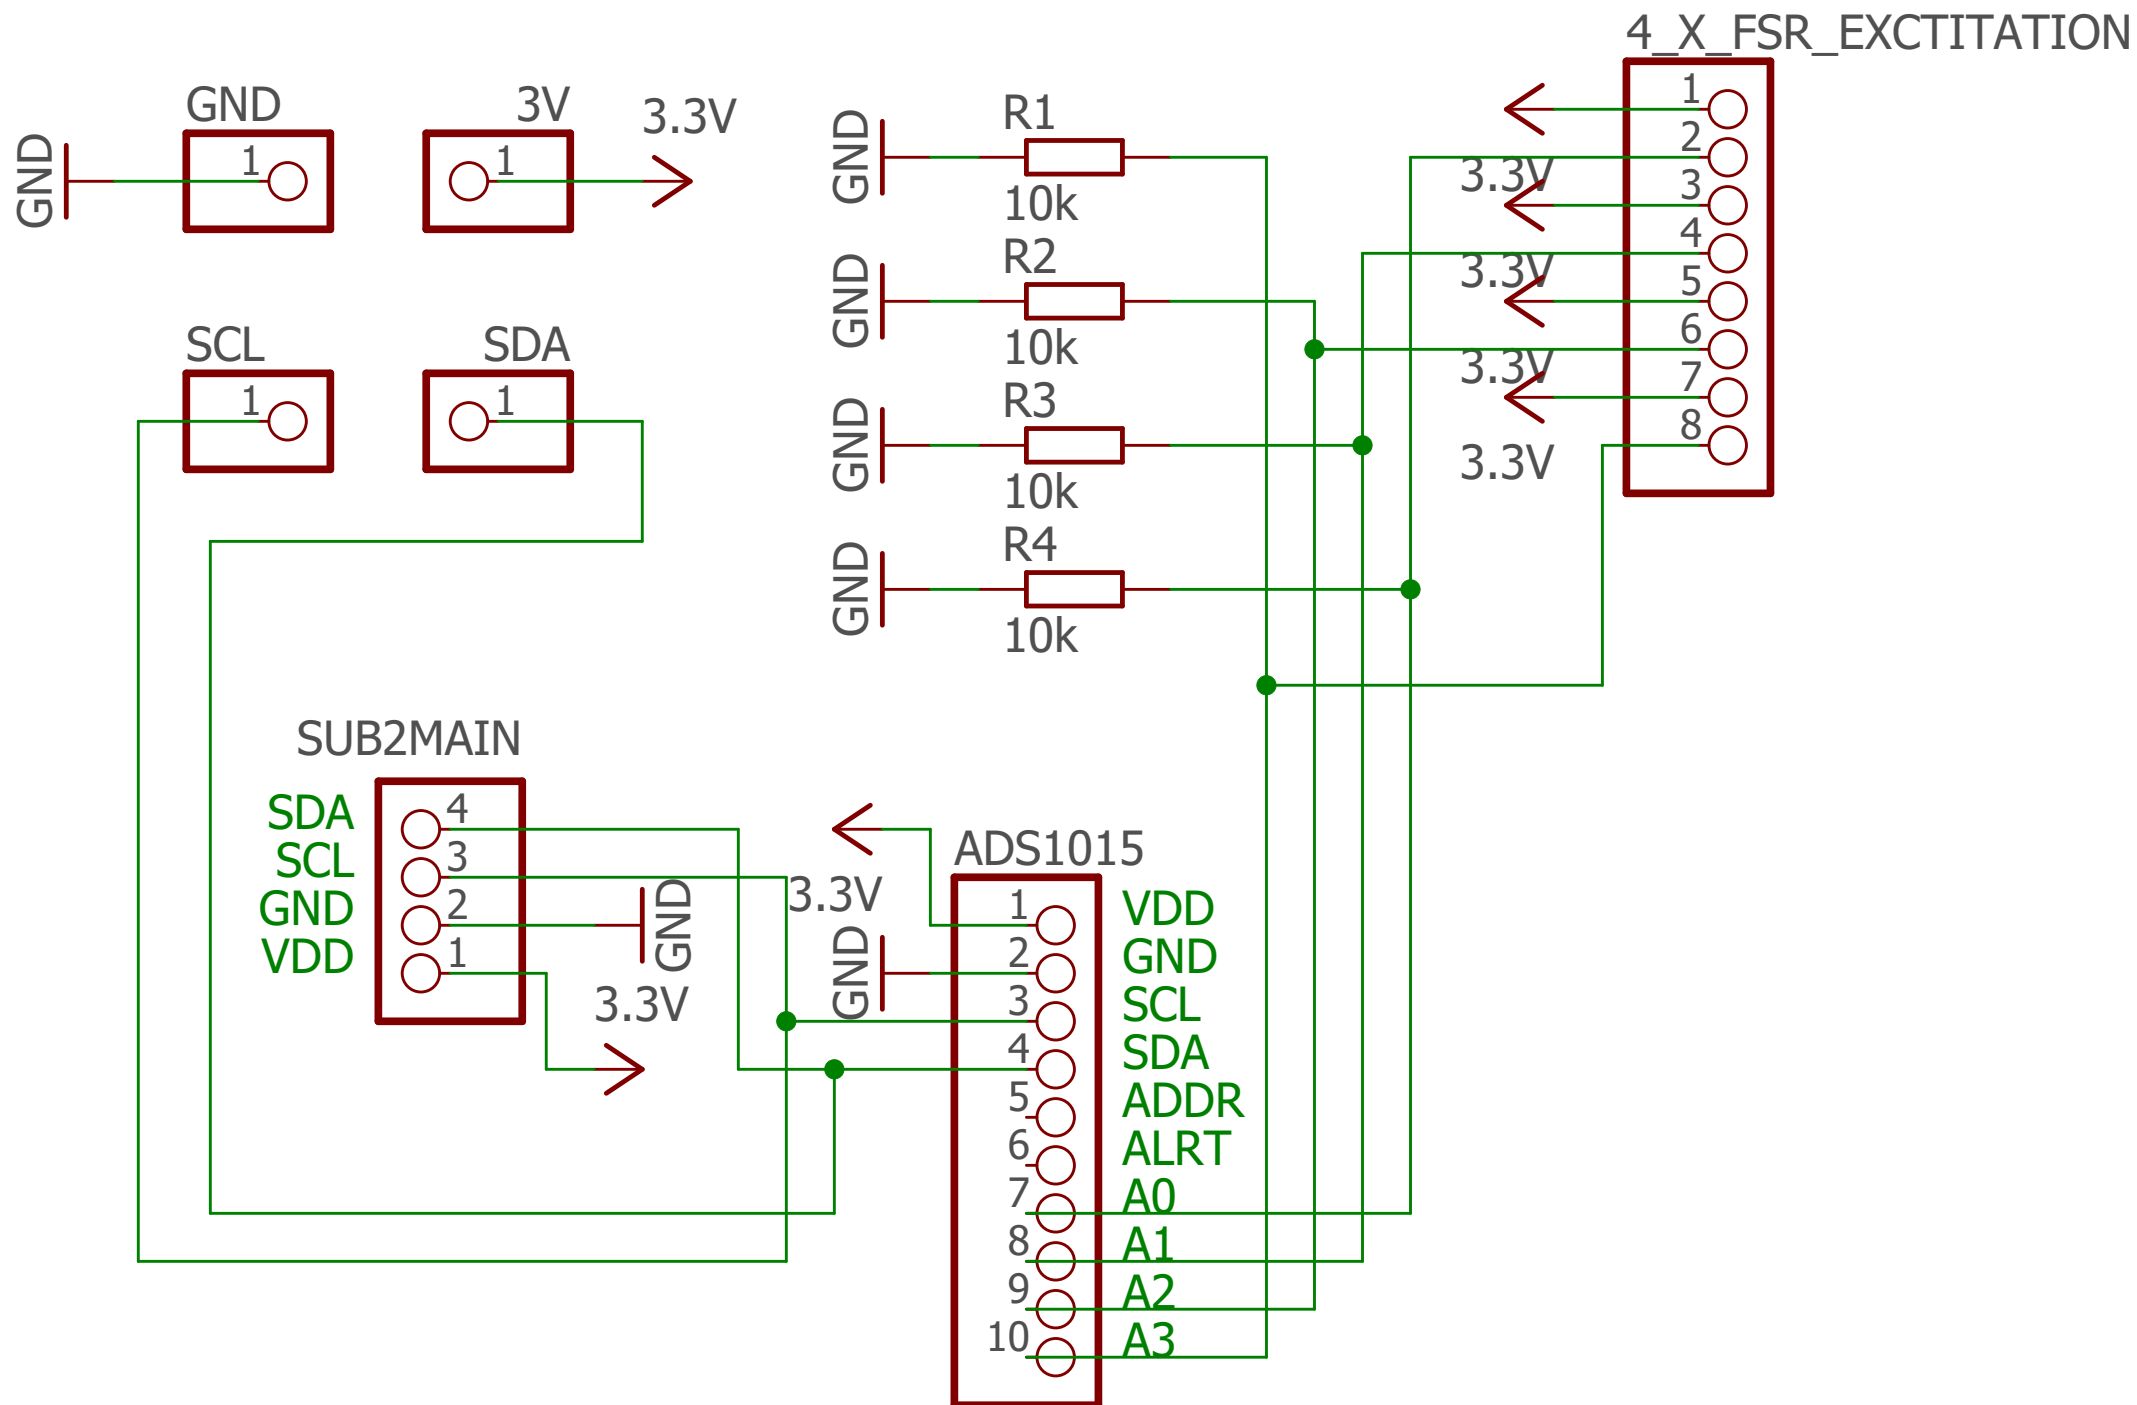 4_X_FSR_EXCTITATION
GND
3V
3.3V
GND
1
1
SCL
SDA
1
1
GND
R1
10k
GND
R2
10k
GND
R3
10k
GND
R4
10k
1
2
3.3V
3
4
3.3V
5
6
3.3V
7
8
3.3V
SUB2MAIN
SDA
4
SCL
3
GND
2
VDD
1
GND
3.3V
3.3V
GND
ADS1015
1
VDD
2
GND
3
SCL
4
SDA
5
ADDR
6
ALRT
7
A0
8
A1
9
A2
10
A3